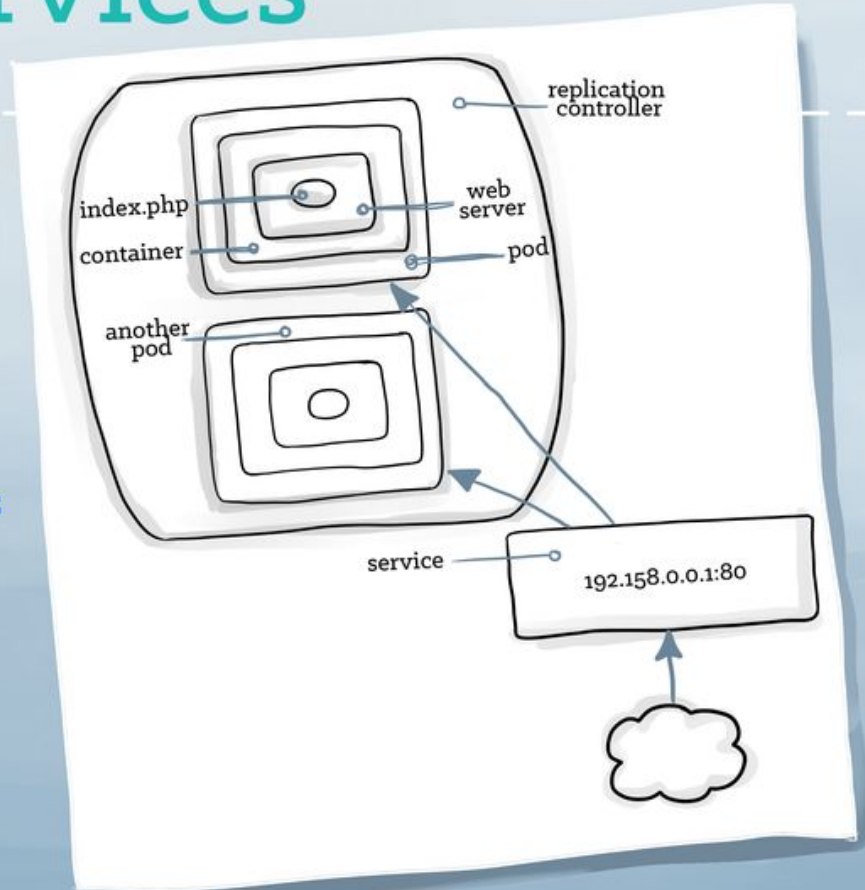 replication
controller
index.php
web
server
container
pod
another
pod
service
192.158.0.0.1:80